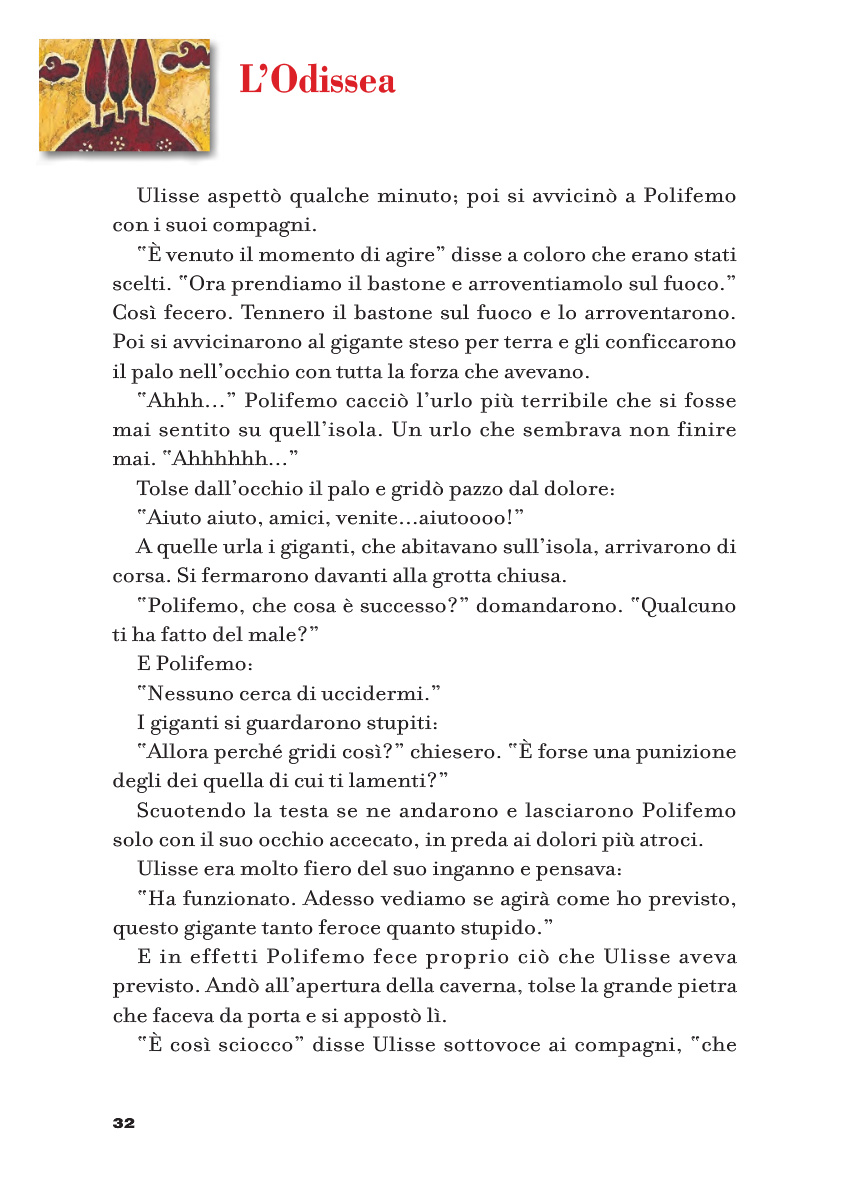 L’Odissea
Ulisse aspettò qualche minuto; poi si avvicinò a Polifemo
con i suoi compagni.
‟È venuto il momento di agire” disse a coloro che erano stati
scelti. ‟Ora prendiamo il bastone e arroventiamolo sul fuoco.”
Così fecero. Tennero il bastone sul fuoco e lo arroventarono.
Poi si avvicinarono al gigante steso per terra e gli conficcarono
il palo nell’occhio con tutta la forza che avevano.
‟Ahhh...” Polifemo cacciò l’urlo più terribile che si fosse
mai sentito su quell’isola. Un urlo che sembrava non finire
mai. ‟Ahhhhhh...”
Tolse dall’occhio il palo e gridò pazzo dal dolore:
‟Aiuto aiuto, amici, venite...aiutoooo!”
A quelle urla i giganti, che abitavano sull’isola, arrivarono di
corsa. Si fermarono davanti alla grotta chiusa.
‟Polifemo, che cosa è successo?” domandarono. ‟Qualcuno
ti ha fatto del male?”
E Polifemo:
‟Nessuno cerca di uccidermi.”
I giganti si guardarono stupiti:
‟Allora perché gridi così?” chiesero. ‟È forse una punizione
degli dei quella di cui ti lamenti?”
Scuotendo la testa se ne andarono e lasciarono Polifemo
solo con il suo occhio accecato, in preda ai dolori più atroci.
Ulisse era molto fiero del suo inganno e pensava:
‟Ha funzionato. Adesso vediamo se agirà come ho previsto,
questo gigante tanto feroce quanto stupido.”
E in effetti Polifemo fece proprio ciò che Ulisse aveva
previsto. Andò all’apertura della caverna, tolse la grande pietra
che faceva da porta e si appostò lì.
‟È così sciocco” disse Ulisse sottovoce ai compagni, ‟che
32